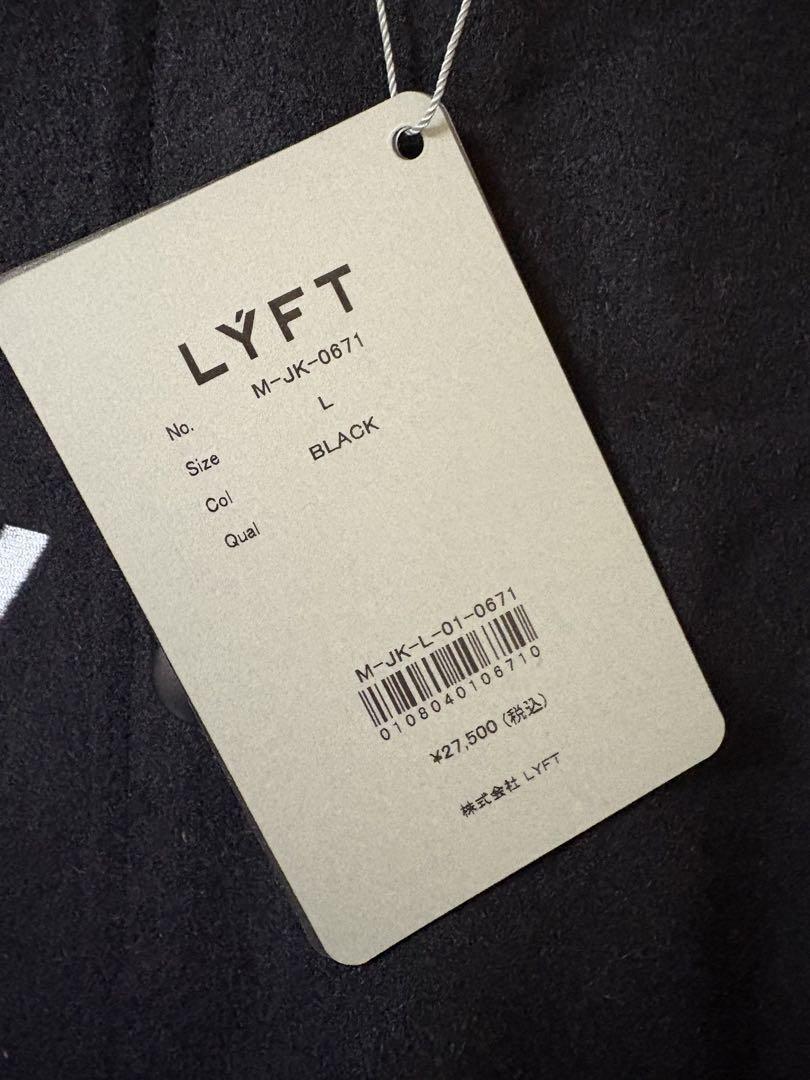 LÝFT
No. M-JK-0671
Size L
Col BLACK
Qual
M-JK-L-01-0671
0108040106710
¥27,500 (税込)
株式会社 LYFT